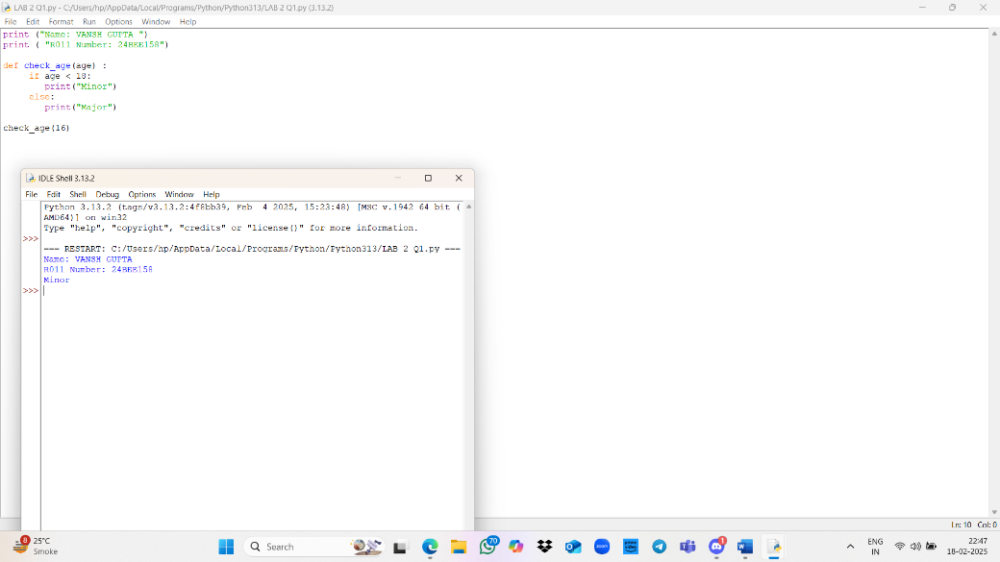 LAB 2 Q1.py - C:/Users/hp/AppData/Local/Programs/Python/Python313/LAB 2 Q1.py (3.13.2)
File Edit Format Run Options Window Help
print ("Name: VANSH GUPTA ")
print ( "R011 Number: 24BEE158")
def check_age(age) :
if age < 18:
print("Minor")
else:
print("Major")
check_age(16)
IDLE Shell 3.13.2
File Edit Shell Debug Options Window Help
Python 3.13.2 (tags/v3.13.2:4f8bb39, Feb  4 2025, 15:23:48) [MSC v.1942 64 bit (
AMD64)] on win32
Type "help", "copyright", "credits" or "license()" for more information.
>>>
=== RESTART: C:/Users/hp/AppData/Local/Programs/Python/Python313/LAB 2 Q1.py ===
Name: VANSH GUPTA
R011 Number: 24BEE158
Minor
>>>
Ln: 10 Col: 0
8
25°C
Smoke
Search
70
zoom
prime video
1
ENG
IN
22:47
18-02-2025